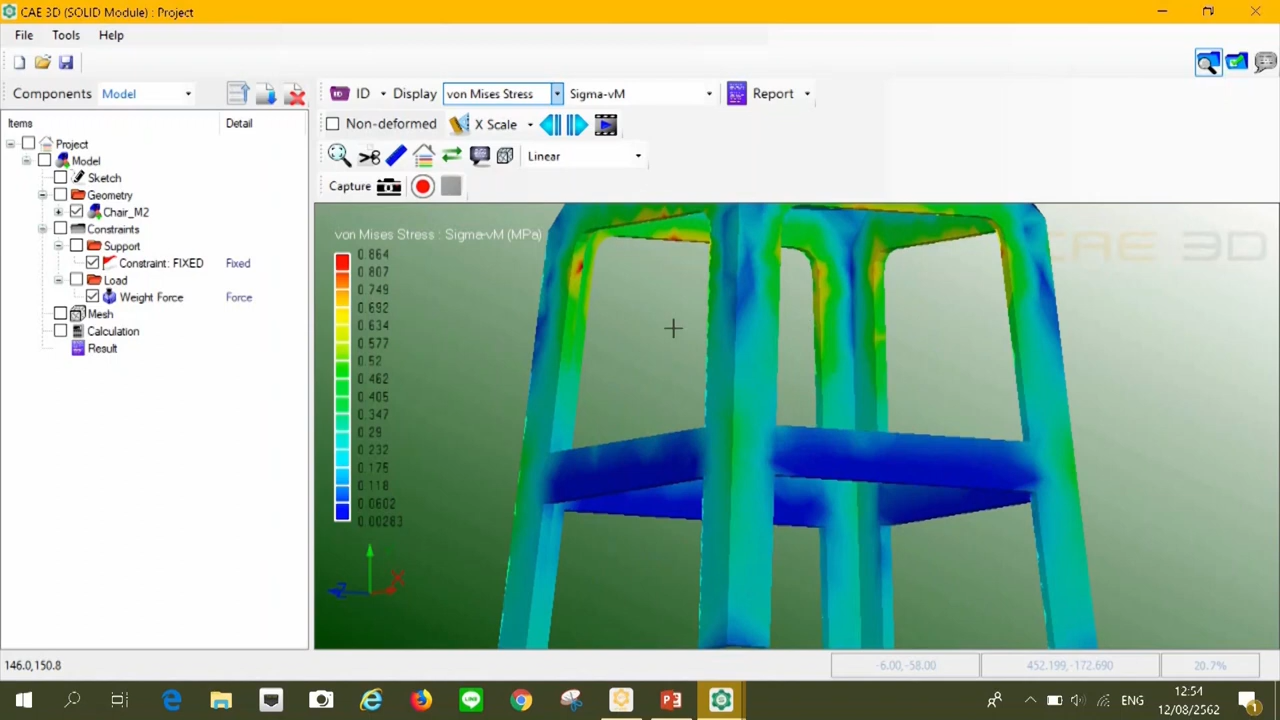 CAE 3D (SOLID Module) : Project
File Tools Help
Components Model
ID Display von Mises Stress Sigma-vM Report
Non-deformed X Scale
Linear
Capture
Items Detail
Project
Model
Sketch
Geometry
Chair_M2
Constraints
Support
Constraint: FIXED Fixed
Load
Weight Force Force
Mesh
Calculation
Result
von Mises Stress : Sigma-vM (MPa)
0.864
0.807
0.749
0.692
0.634
0.577
0.52
0.462
0.405
0.347
0.29
0.232
0.175
0.118
0.0602
0.00283
Z X
CAE 3D
146.0,150.8 -6.00,-58.00 452.199,-172.690 20.7%
ENG
12:54
12/08/2562
1